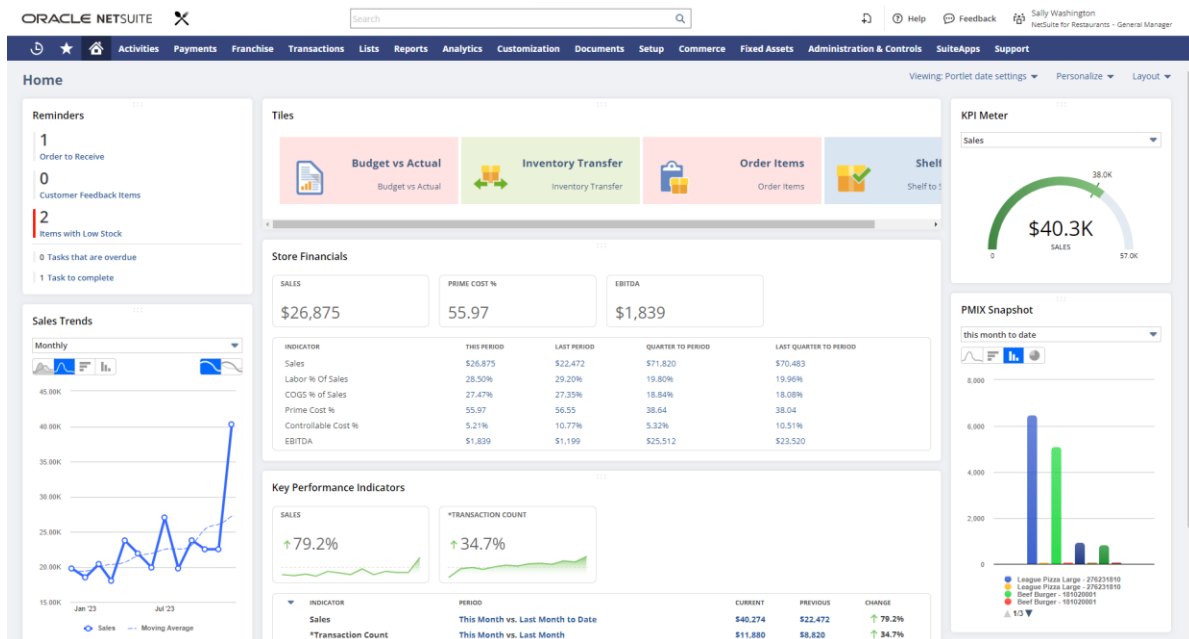 ORACLE NETSUITE
Search
Help
Feedback
Sally Washington
NetSuite for Restaurants - General Manager
Activities Payments Franchise Transactions Lists Reports Analytics Customization Documents Setup Commerce Fixed Assets Administration & Controls SuiteApps Support
Home
Viewing: Portlet date settings Personalize Layout
Reminders
1
Order to Receive
0
Customer Feedback Items
2
Items with Low Stock
0 Tasks that are overdue
1 Task to complete
Sales Trends
Monthly
45.00K
40.00K
35.00K
30.00K
25.00K
20.00K
15.00K
Jan '23 Jul '23
Sales Moving Average
Tiles
Budget vs Actual
Budget vs Actual
Inventory Transfer
Inventory Transfer
Order Items
Order Items
Shelf
Shelf to S
Store Financials
SALES
$26,875
PRIME COST %
55.97
EBITDA
$1,839
INDICATOR THIS PERIOD LAST PERIOD QUARTER TO PERIOD LAST QUARTER TO PERIOD
Sales $26,875 $22,472 $71,820 $70,483
Labor % Of Sales 28.50% 29.20% 19.80% 19.96%
COGS % of Sales 27.47% 27.35% 18.84% 18.08%
Prime Cost % 55.97 56.55 38.64 38.04
Controllable Cost % 5.21% 10.77% 5.32% 10.51%
EBITDA $1,839 $1,199 $25,512 $23,520
Key Performance Indicators
SALES
79.2%
*TRANSACTION COUNT
34.7%
INDICATOR PERIOD CURRENT PREVIOUS CHANGE
Sales This Month vs. Last Month to Date $40,274 $22,472 79.2%
*Transaction Count This Month vs. Last Month $11,880 $8,820 34.7%
KPI Meter
Sales
38.0K
$40.3K
SALES
0 57.0K
PMIX Snapshot
this month to date
8,000
6,000
4,000
2,000
0
League Pizza Large - 276231810
League Pizza Large - 276231810
Beef Burger - 181020001
Beef Burger - 181020001
1/3